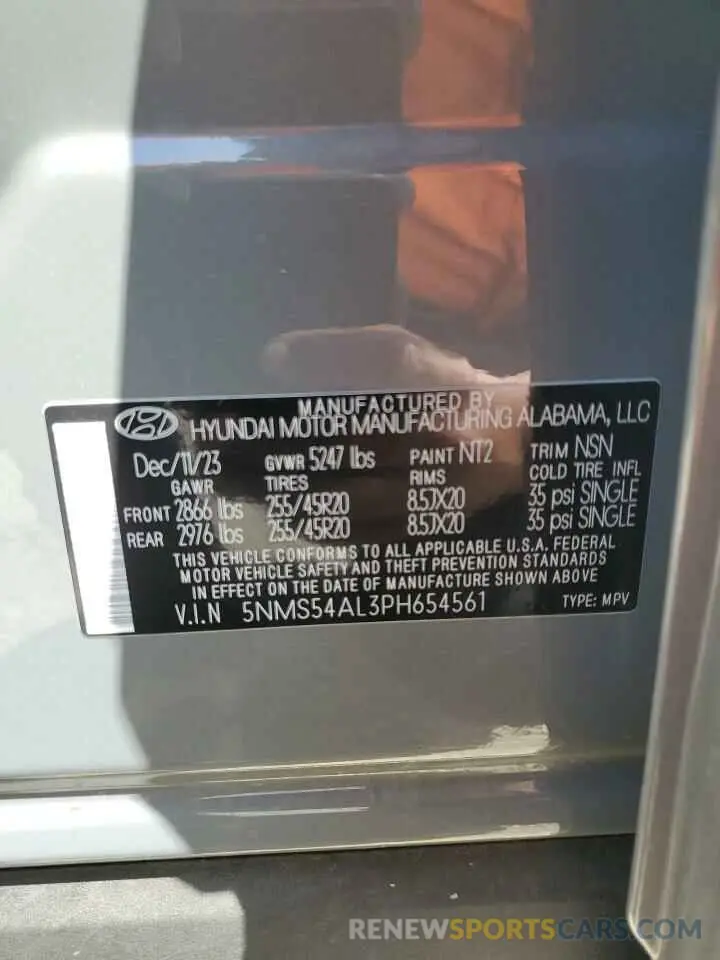 MANUFACTURED BY
HYUNDAI MOTOR MANUFACTURING ALABAMA, LLC
Dec/11/23 GVWR 5247 lbs PAINT NT2 TRIM NSN
GAWR TIRES RIMS COLD TIRE INFL
FRONT 2866 lbs 255/45R20 8.5JX20 35 psi SINGLE
REAR 2976 lbs 255/45R20 8.5JX20 35 psi SINGLE
THIS VEHICLE CONFORMS TO ALL APPLICABLE U.S.A. FEDERAL
MOTOR VEHICLE SAFETY AND THEFT PREVENTION STANDARDS
IN EFFECT ON THE DATE OF MANUFACTURE SHOWN ABOVE
V.I.N 5NMS54AL3PH654561 TYPE: MPV
RENEWSPORTSCARS.COM